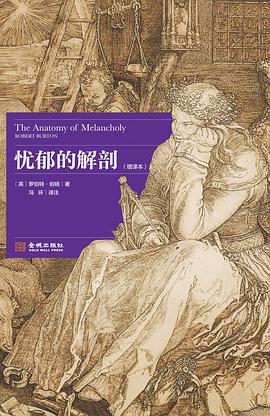 The Anatomy of Melancholy
ROBERT BURTON
忧郁的解剖（增译本）
［英］罗伯特·伯顿 著
冯 环 译注
金城出版社
GOLD WALL PRESS